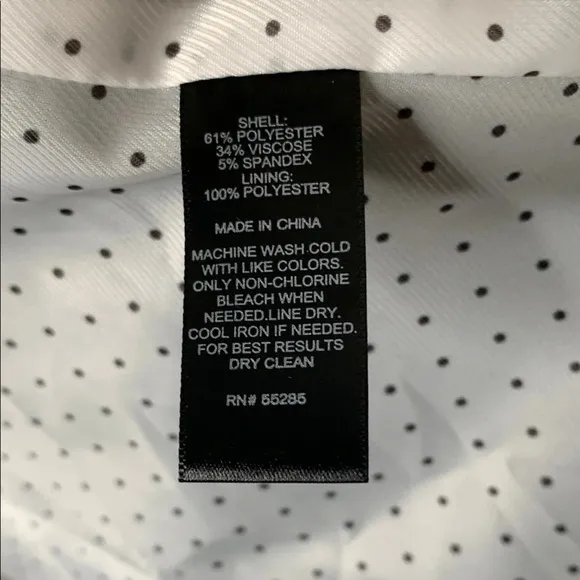 SHELL:
61% POLYESTER
34% VISCOSE
5% SPANDEX
LINING:
100% POLYESTER
MADE IN CHINA
MACHINE WASH COLD
WITH LIKE COLORS.
ONLY NON-CHLORINE
BLEACH WHEN
NEEDED.LINE DRY.
COOL IRON IF NEEDED.
FOR BEST RESULTS
DRY CLEAN
RN# 55285